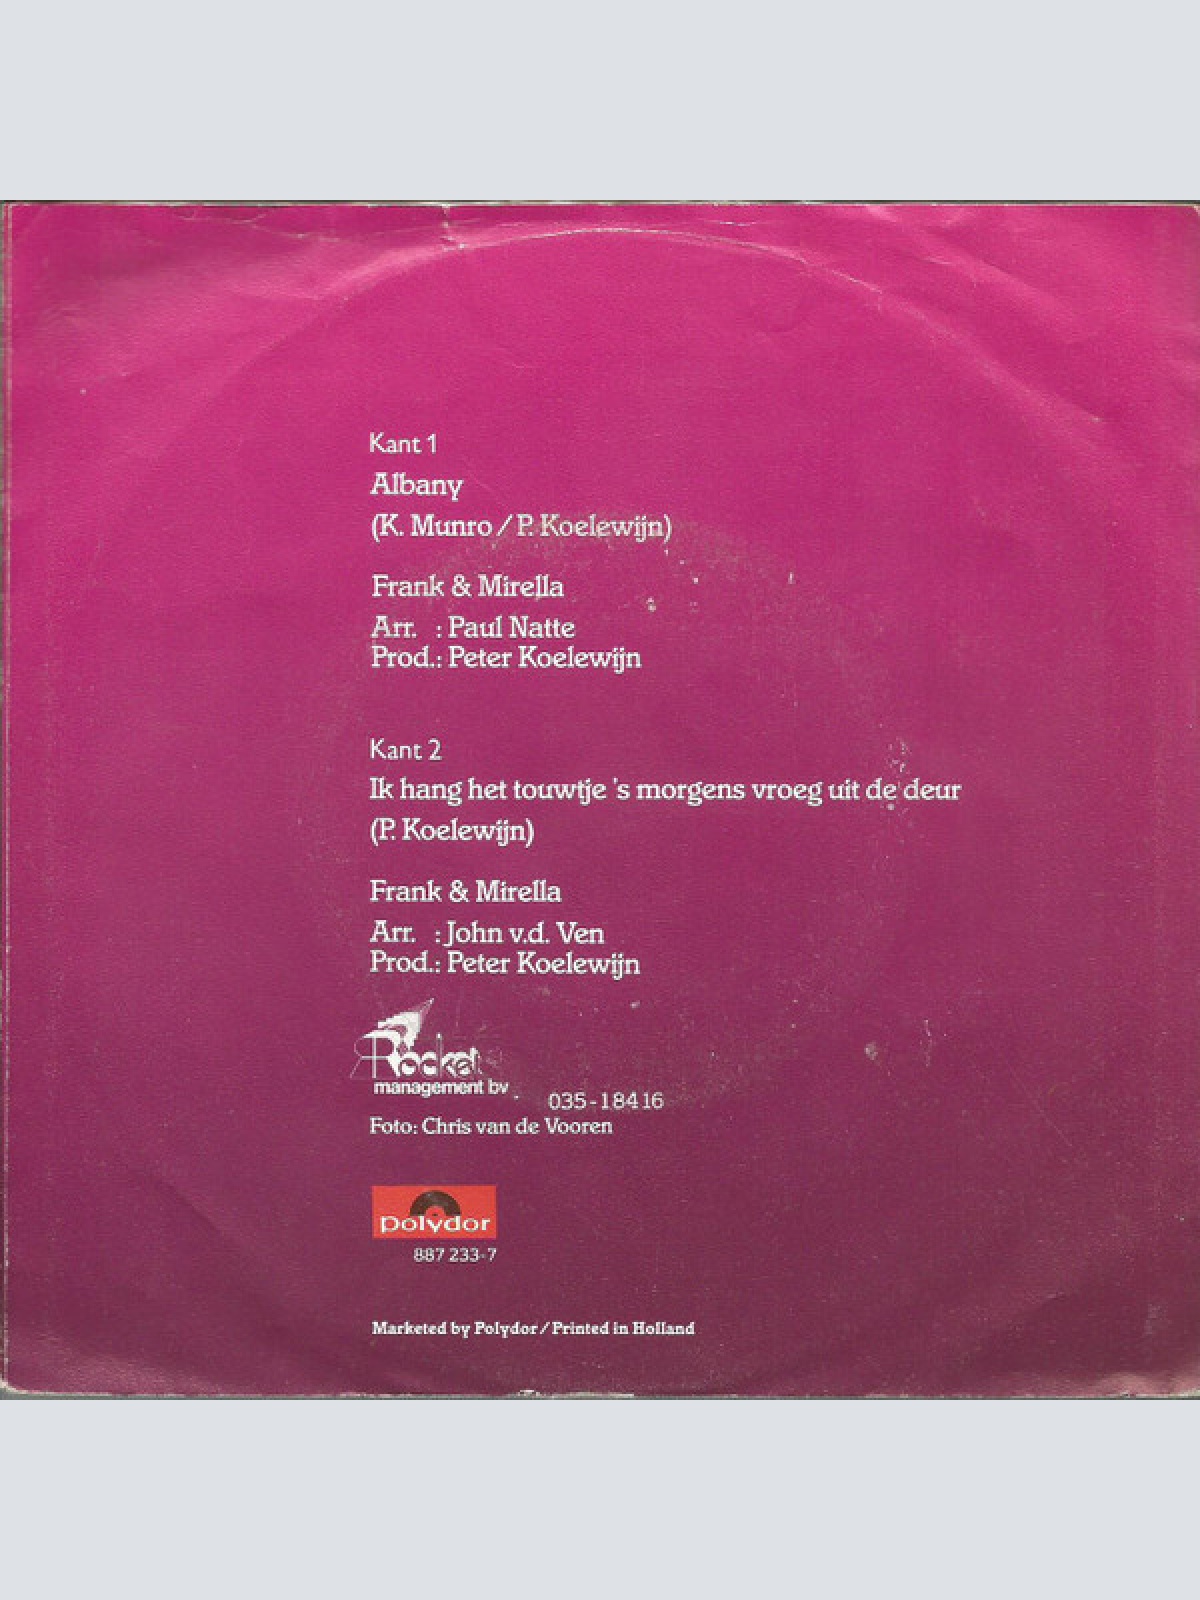 Kant 1
Albany
(K. Munro / P. Koelewijn)
Frank & Mirella
Arr. : Paul Natte
Prod.: Peter Koelewijn
Kant 2
Ik hang het touwtje 's morgens vroeg uit de deur
(P. Koelewijn)
Frank & Mirella
Arr. : John v.d. Ven
Prod.: Peter Koelewijn
Rocket
management bv
035-18416
Foto: Chris van de Vooren
polydor
887 233-7
Marketed by Polydor / Printed in Holland